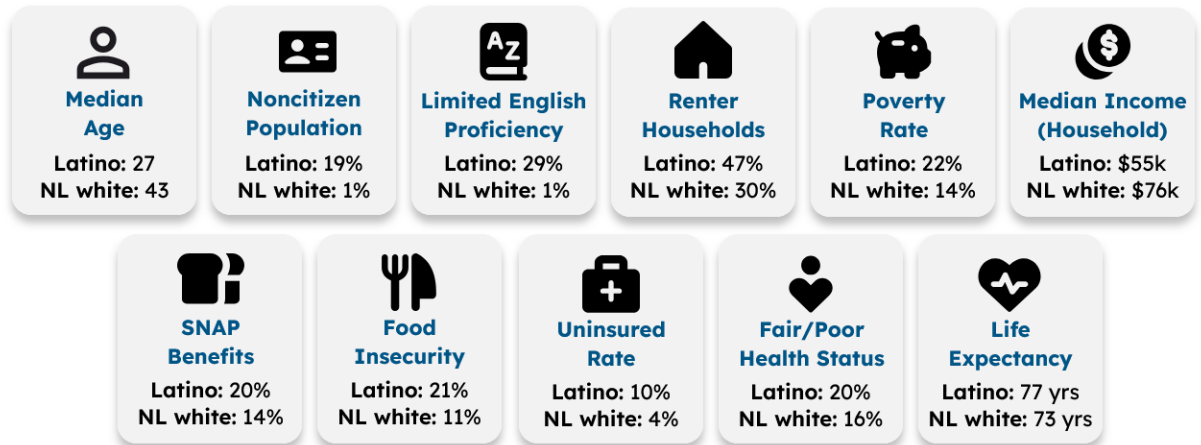 Median
Age
Latino: 27
NL white: 43
Noncitizen
Population
Latino: 19%
NL white: 1%
AZ
Limited English
Proficiency
Latino: 29%
NL white: 1%
Renter
Households
Latino: 47%
NL white: 30%
Poverty
Rate
Latino: 22%
NL white: 14%
$
Median Income
(Household)
Latino: $55k
NL white: $76k
SNAP
Benefits
Latino: 20%
NL white: 14%
Food
Insecurity
Latino: 21%
NL white: 11%
Uninsured
Rate
Latino: 10%
NL white: 4%
Fair/Poor
Health Status
Latino: 20%
NL white: 16%
Life
Expectancy
Latino: 77 yrs
NL white: 73 yrs